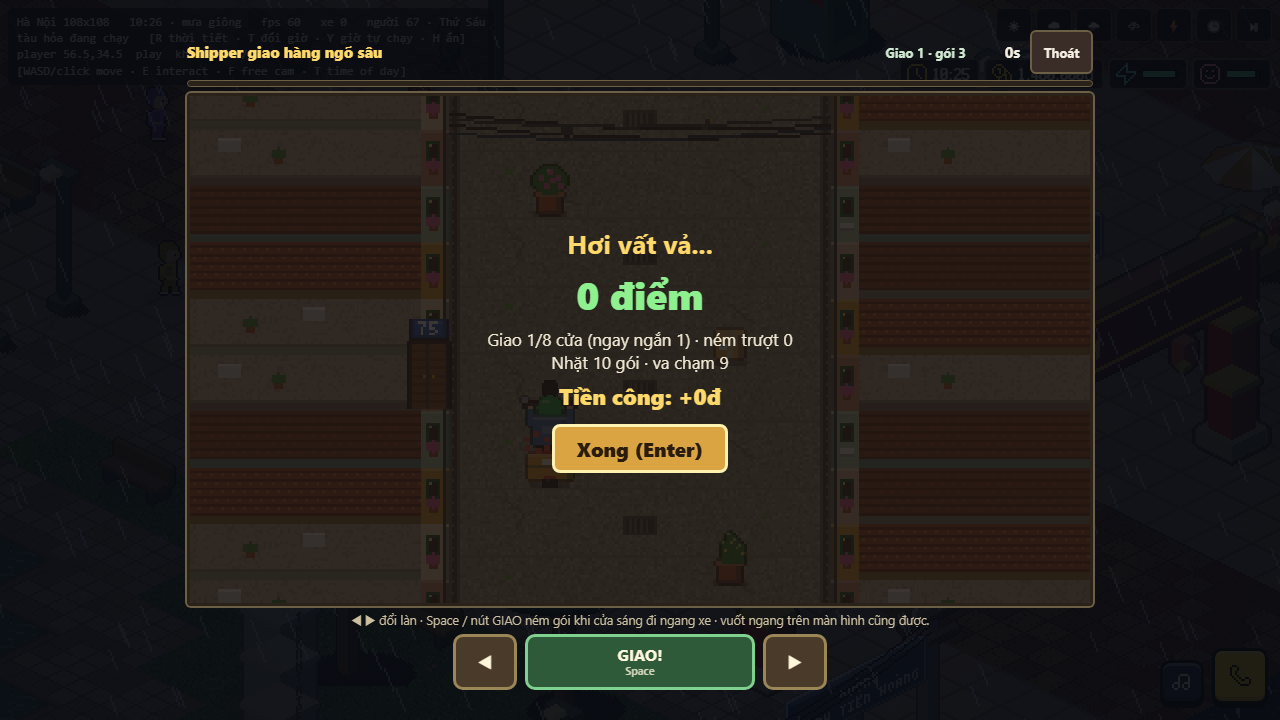 Hà Nội 108x108 10:26 · mưa giông fps 60 xe 0 người 67 · Thứ Sáu
tàu hỏa đang chạy [R thời tiết · T đổi giờ · Y giờ tự chạy · H ẩn]
player 56.5,34.5 play
[WASD/click move · E interact · F free cam · T time of day]
Shipper giao hàng ngõ sâu
Giao 1 · gói 3
0s
Thoát
10:25
75
Hơi vất vả...
0 điểm
Giao 1/8 cửa (ngay ngắn 1) · ném trượt 0
Nhặt 10 gói · va chạm 9
Tiền công: +0đ
Xong (Enter)
◀ ▶ đổi làn · Space / nút GIAO ném gói khi cửa sáng đi ngang xe · vuốt ngang trên màn hình cũng được.
◀
GIAO!
Space
▶